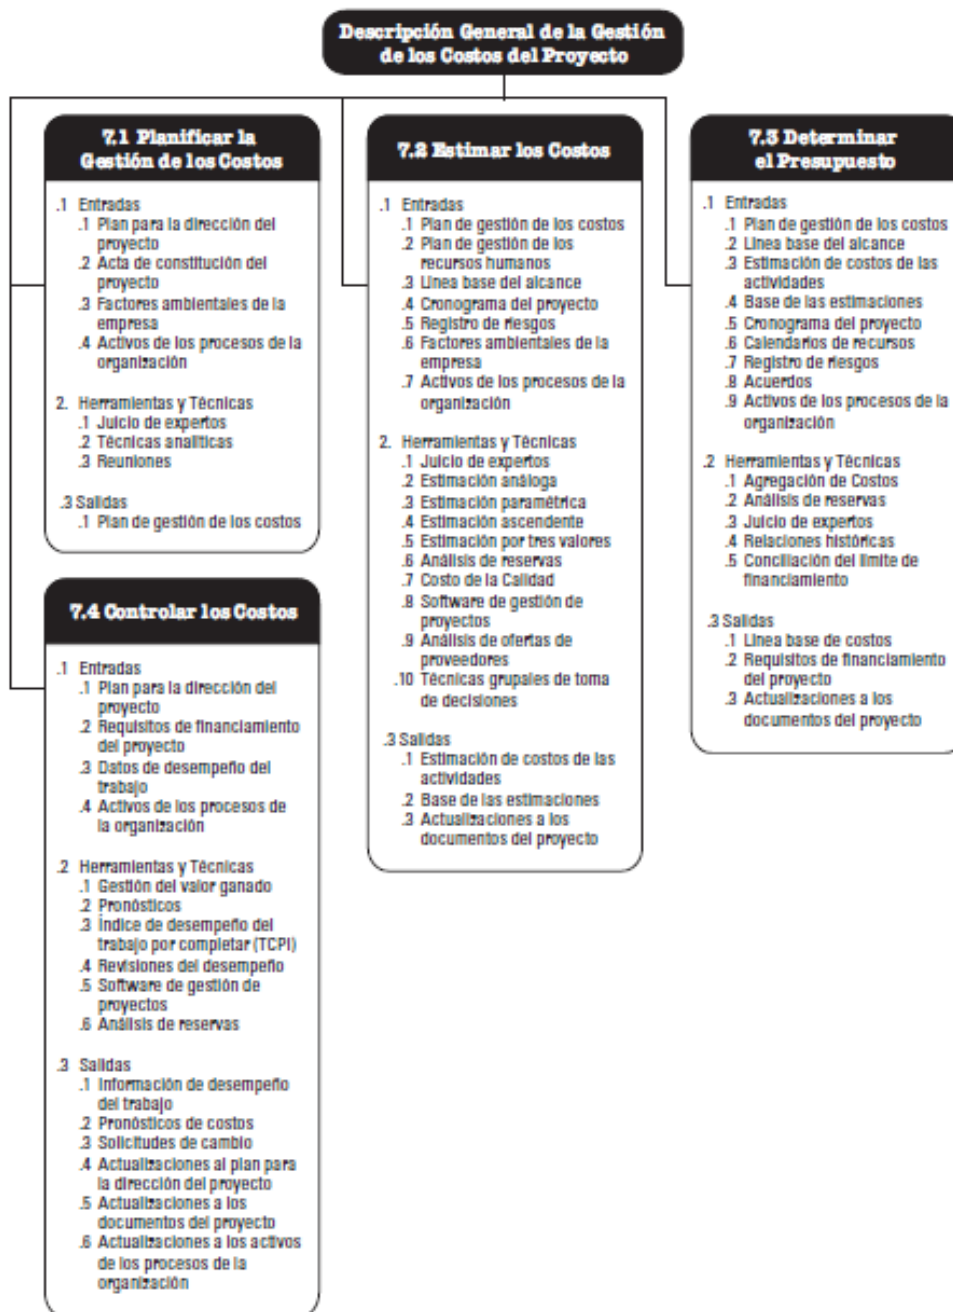 Descripción General de la Gestión
de los Costos del Proyecto
7.1 Planificar la
Gestión de los Costos
.1 Entradas
.1 Plan para la dirección del
proyecto
.2 Acta de constitución del
proyecto
.3 Factores ambientales de la
empresa
.4 Activos de los procesos de la
organización
2. Herramientas y Técnicas
.1 Juicio de expertos
.2 Técnicas analíticas
.3 Reuniones
.3 Salidas
.1 Plan de gestión de los costos
7.2 Estimar los Costos
.1 Entradas
.1 Plan de gestión de los costos
.2 Plan de gestión de los
recursos humanos
.3 Línea base del alcance
.4 Cronograma del proyecto
.5 Registro de riesgos
.6 Factores ambientales de la
empresa
.7 Activos de los procesos de la
organización
2. Herramientas y Técnicas
.1 Juicio de expertos
.2 Estimación análoga
.3 Estimación paramétrica
.4 Estimación ascendente
.5 Estimación por tres valores
.6 Análisis de reservas
.7 Costo de la Calidad
.8 Software de gestión de
proyectos
.9 Análisis de ofertas de
proveedores
.10 Técnicas grupales de toma
de decisiones
.3 Salidas
.1 Estimación de costos de las
actividades
.2 Base de las estimaciones
.3 Actualizaciones a los
documentos del proyecto
7.3 Determinar
el Presupuesto
.1 Entradas
.1 Plan de gestión de los costos
.2 Línea base del alcance
.3 Estimación de costos de las
actividades
.4 Base de las estimaciones
.5 Cronograma del proyecto
.6 Calendarios de recursos
.7 Registro de riesgos
.8 Acuerdos
.9 Activos de los procesos de la
organización
.2 Herramientas y Técnicas
.1 Agregación de Costos
.2 Análisis de reservas
.3 Juicio de expertos
.4 Relaciones históricas
.5 Conciliación del límite de
financiamiento
.3 Salidas
.1 Línea base de costos
.2 Requisitos de financiamiento
del proyecto
.3 Actualizaciones a los
documentos del proyecto
7.4 Controlar los Costos
.1 Entradas
.1 Plan para la dirección del
proyecto
.2 Requisitos de financiamiento
del proyecto
.3 Datos de desempeño del
trabajo
.4 Activos de los procesos de
la organización
.2 Herramientas y Técnicas
.1 Gestión del valor ganado
.2 Pronósticos
.3 Índice de desempeño del
trabajo por completar (TCPI)
.4 Revisiones del desempeño
.5 Software de gestión de
proyectos
.6 Análisis de reservas
.3 Salidas
.1 Información de desempeño
del trabajo
.2 Pronósticos de costos
.3 Solicitudes de cambio
.4 Actualizaciones al plan para
la dirección del proyecto
.5 Actualizaciones a los
documentos del proyecto
.6 Actualizaciones a los activos
de los procesos de la
organización